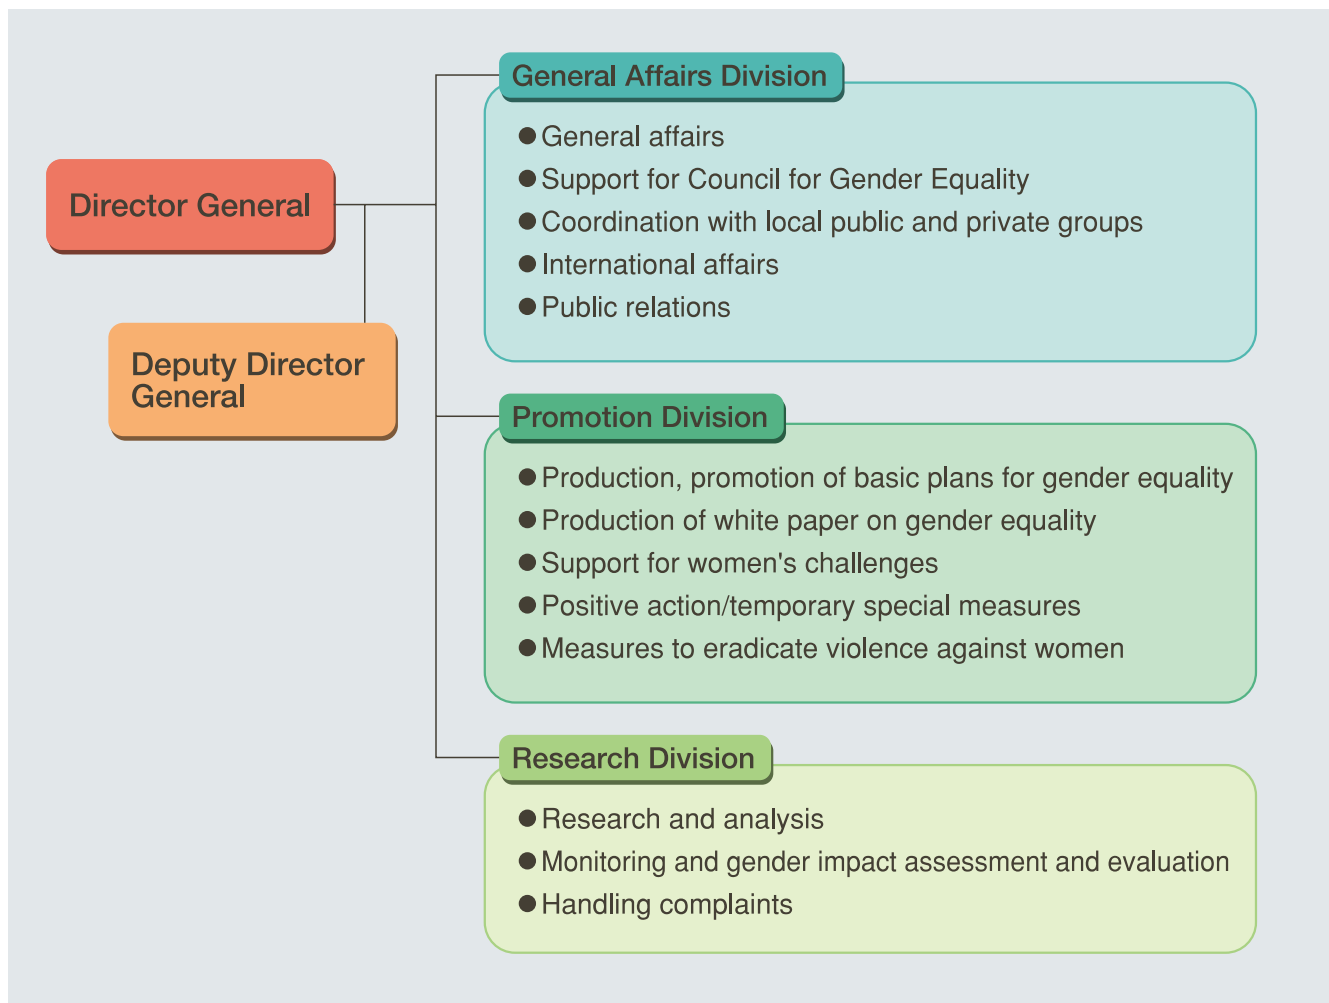 Director General
Deputy Director
General
General Affairs Division
● General affairs
● Support for Council for Gender Equality
● Coordination with local public and private groups
● International affairs
● Public relations
Promotion Division
● Production, promotion of basic plans for gender equality
● Production of white paper on gender equality
● Support for women's challenges
● Positive action/temporary special measures
● Measures to eradicate violence against women
Research Division
● Research and analysis
● Monitoring and gender impact assessment and evaluation
● Handling complaints